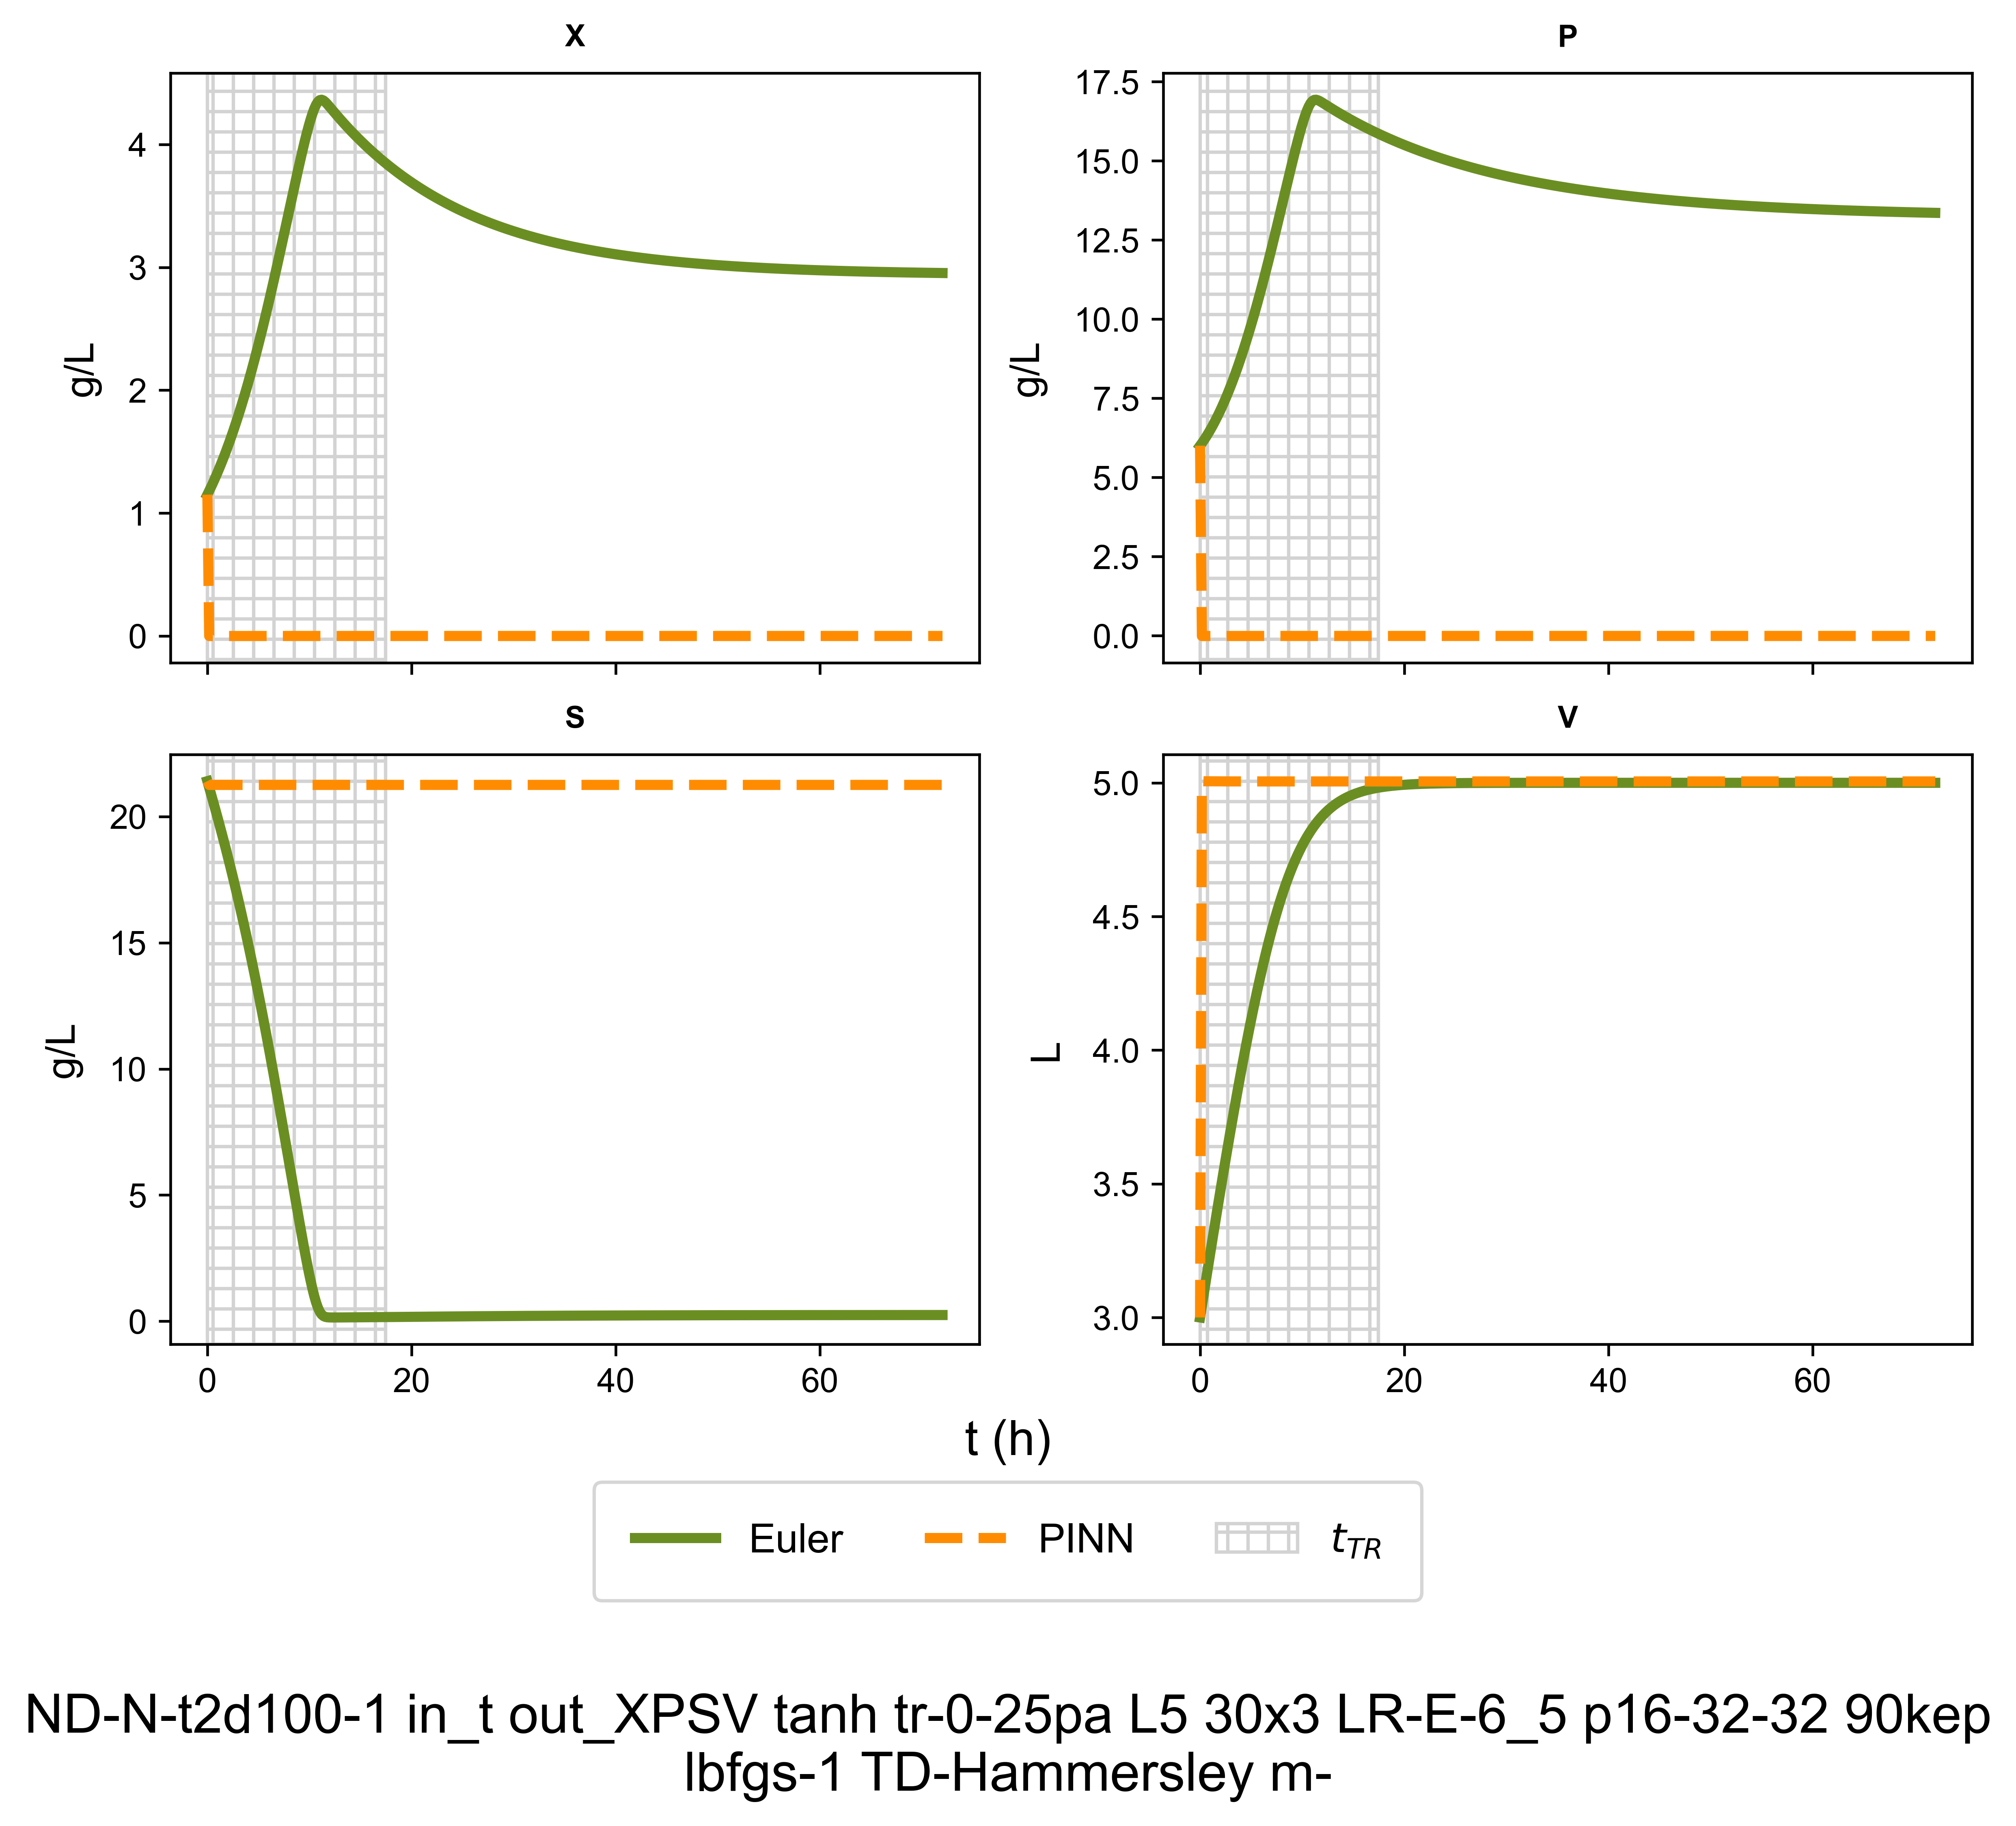 X
P
4
3
2
1
0
g/L
17.5
15.0
12.5
10.0
7.5
5.0
2.5
0.0
g/L
S
V
20
15
10
5
0
g/L
0
20
40
60
5.0
4.5
4.0
3.5
3.0
L
0
20
40
60
t (h)
Euler
PINN
t_TR
ND-N-t2d100-1 in_t out_XPSV tanh tr-0-25pa L5 30x3 LR-E-6_5 p16-32-32 90kep
lbfgs-1 TD-Hammersley m-